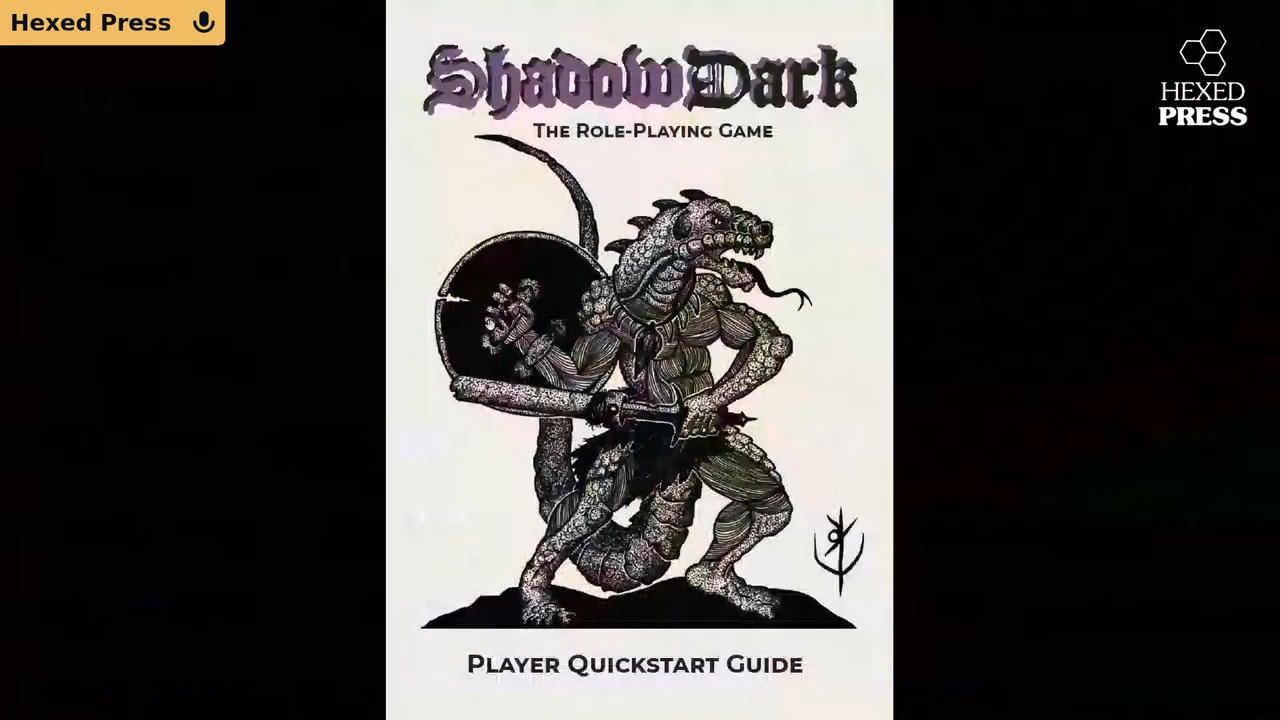 Hexed Press
ShadowDark
The Role-Playing Game
HEXED
PRESS
Player Quickstart Guide